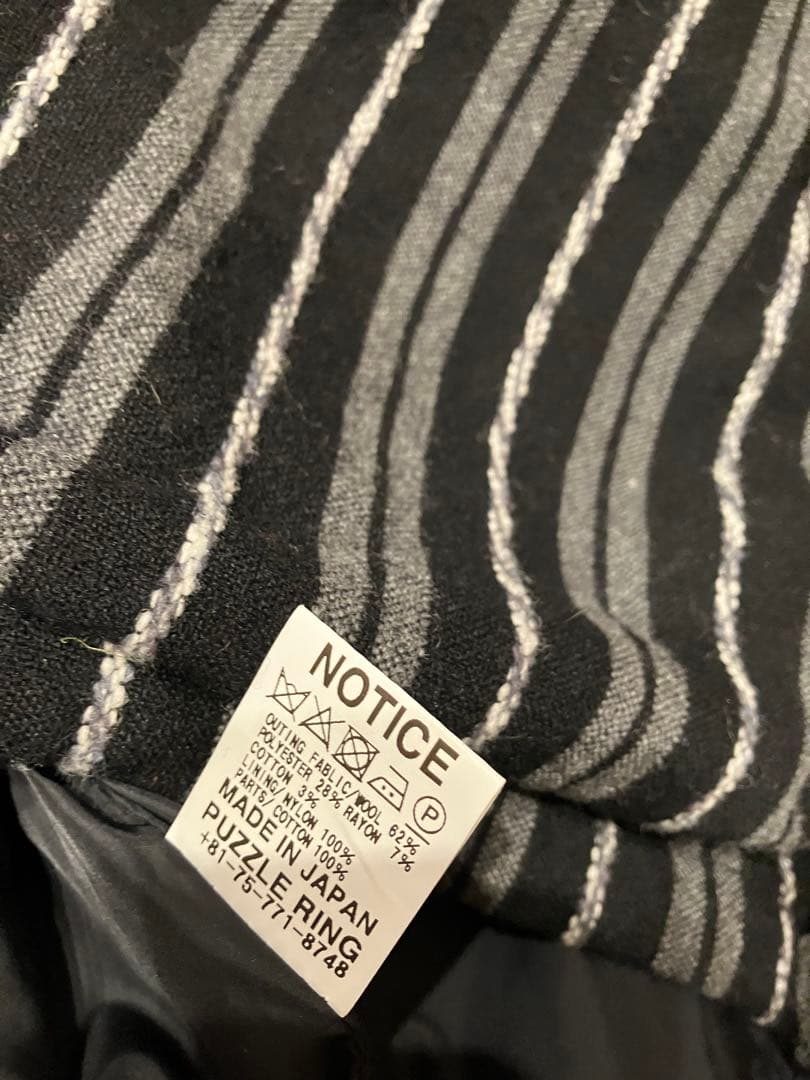 NOTICE
P
OUTING FABLIC/WOOL 62%
POLYESTER 28% RAYON 7%
COTTON 3%
LINING/NYLON 100%
PARTS/COTTON 100%
MADE IN JAPAN
PUZZLE RING
+81-75-771-8748